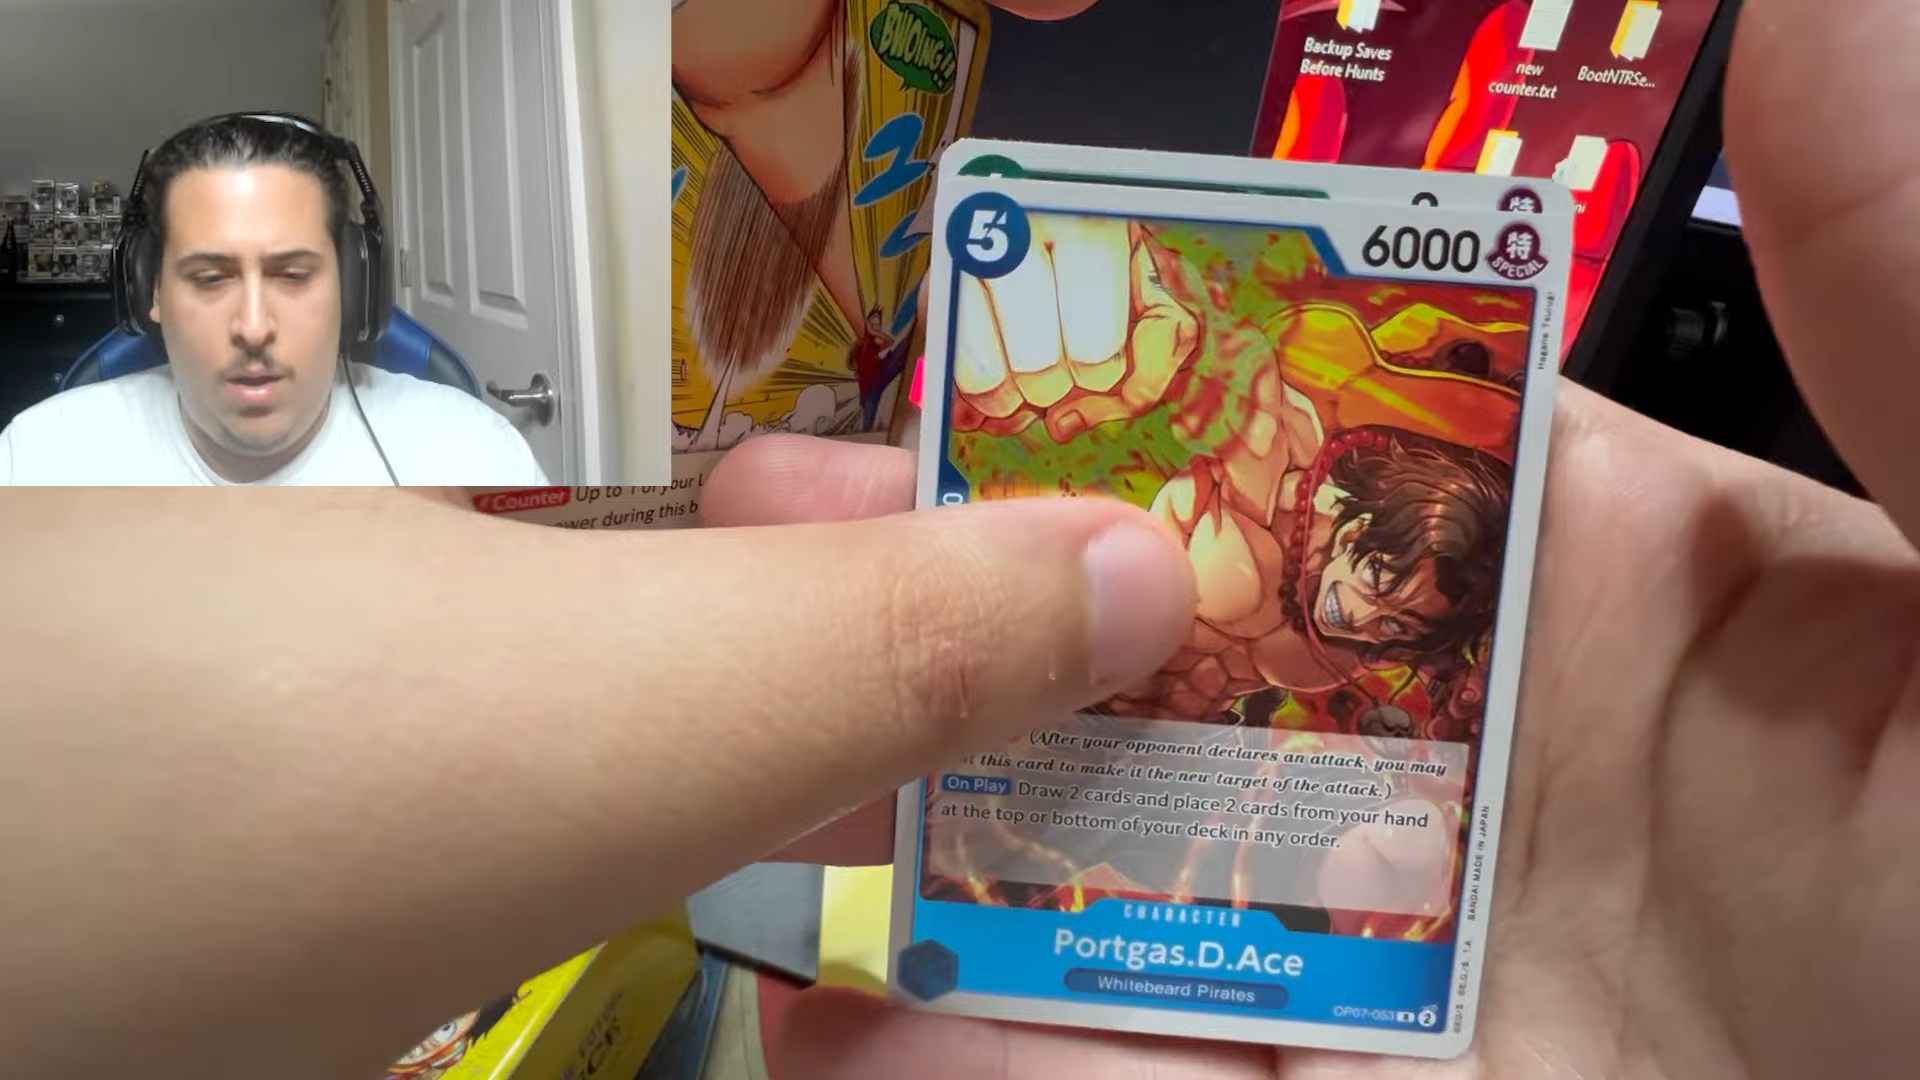 BWOING!!
Backup Saves
Before Hunts
new
counter.txt
BootNTRSe...
5
6000
特
SPECIAL
Counter Up to 1 of your L
ower during this b
(After your opponent declares an attack, you may
this card to make it the new target of the attack.)
On Play Draw 2 cards and place 2 cards from your hand
at the top or bottom of your deck in any order.
CHARACTER
Portgas.D.Ace
Whitebeard Pirates
OP07-053 R 2
BANDAI MADE IN JAPAN